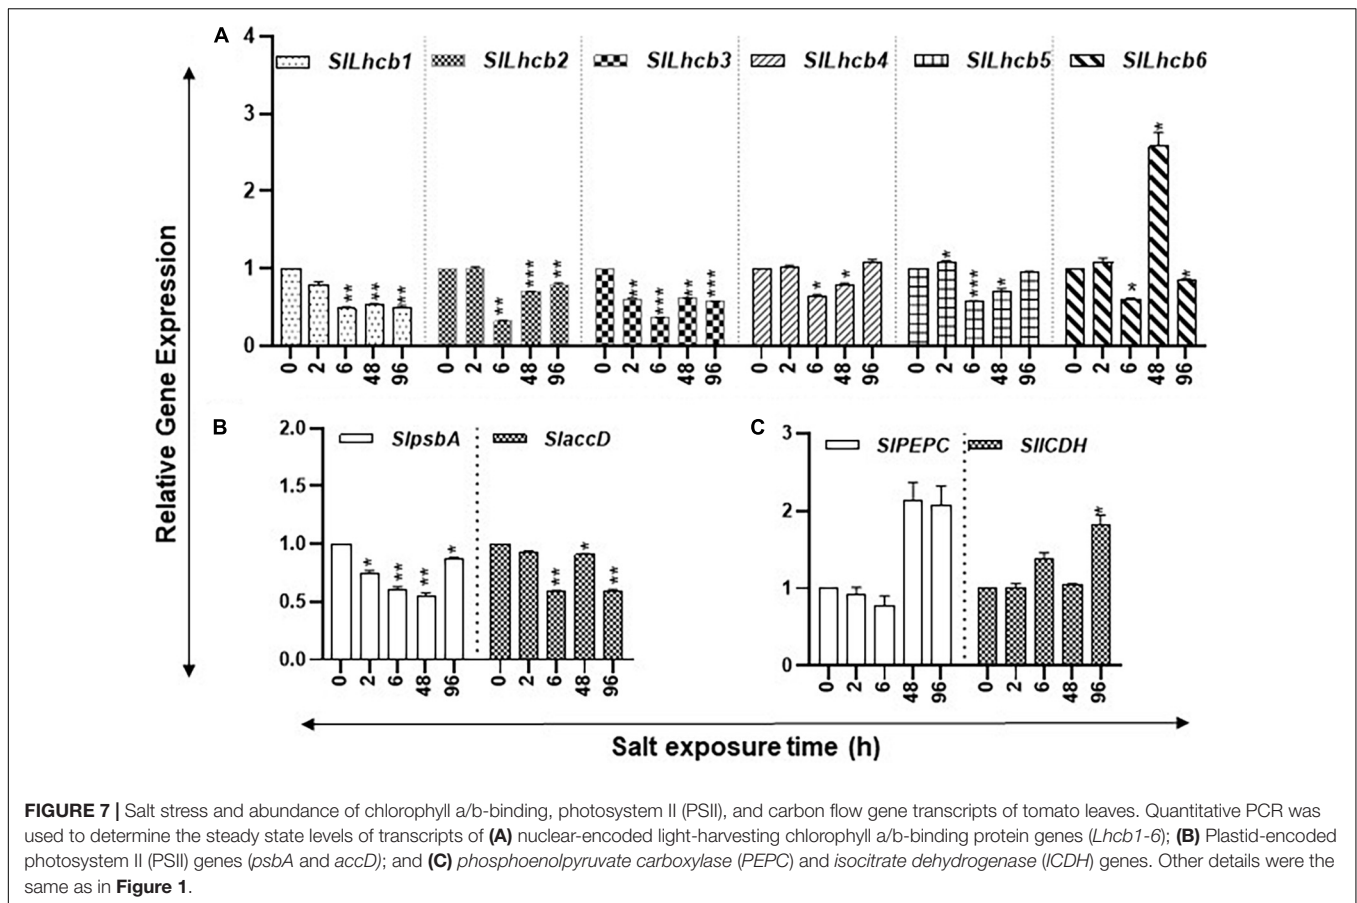 A
4
SlLhcb1 SlLhcb2 SlLhcb3 SlLhcb4 SlLhcb5 SlLhcb6
3
2
1
0
** ** ** ** *** ** ** *** ** *** * * * *** * * * *
0 2 6 48 96 0 2 6 48 96 0 2 6 48 96 0 2 6 48 96 0 2 6 48 96 0 2 6 48 96
Relative Gene Expression
B
2.0
SlpsbA SlaccD
1.5
1.0
0.5
0.0
* ** ** * ** * **
0 2 6 48 96 0 2 6 48 96
C
3
SlPEPC SlICDH
2
1
0
*
0 2 6 48 96 0 2 6 48 96
Salt exposure time (h)
FIGURE 7 | Salt stress and abundance of chlorophyll a/b-binding, photosystem II (PSII), and carbon flow gene transcripts of tomato leaves. Quantitative PCR was
used to determine the steady state levels of transcripts of (A) nuclear-encoded light-harvesting chlorophyll a/b-binding protein genes (Lhcb1-6); (B) Plastid-encoded
photosystem II (PSII) genes (psbA and accD); and (C) phosphoenolpyruvate carboxylase (PEPC) and isocitrate dehydrogenase (ICDH) genes. Other details were the
same as in Figure 1.